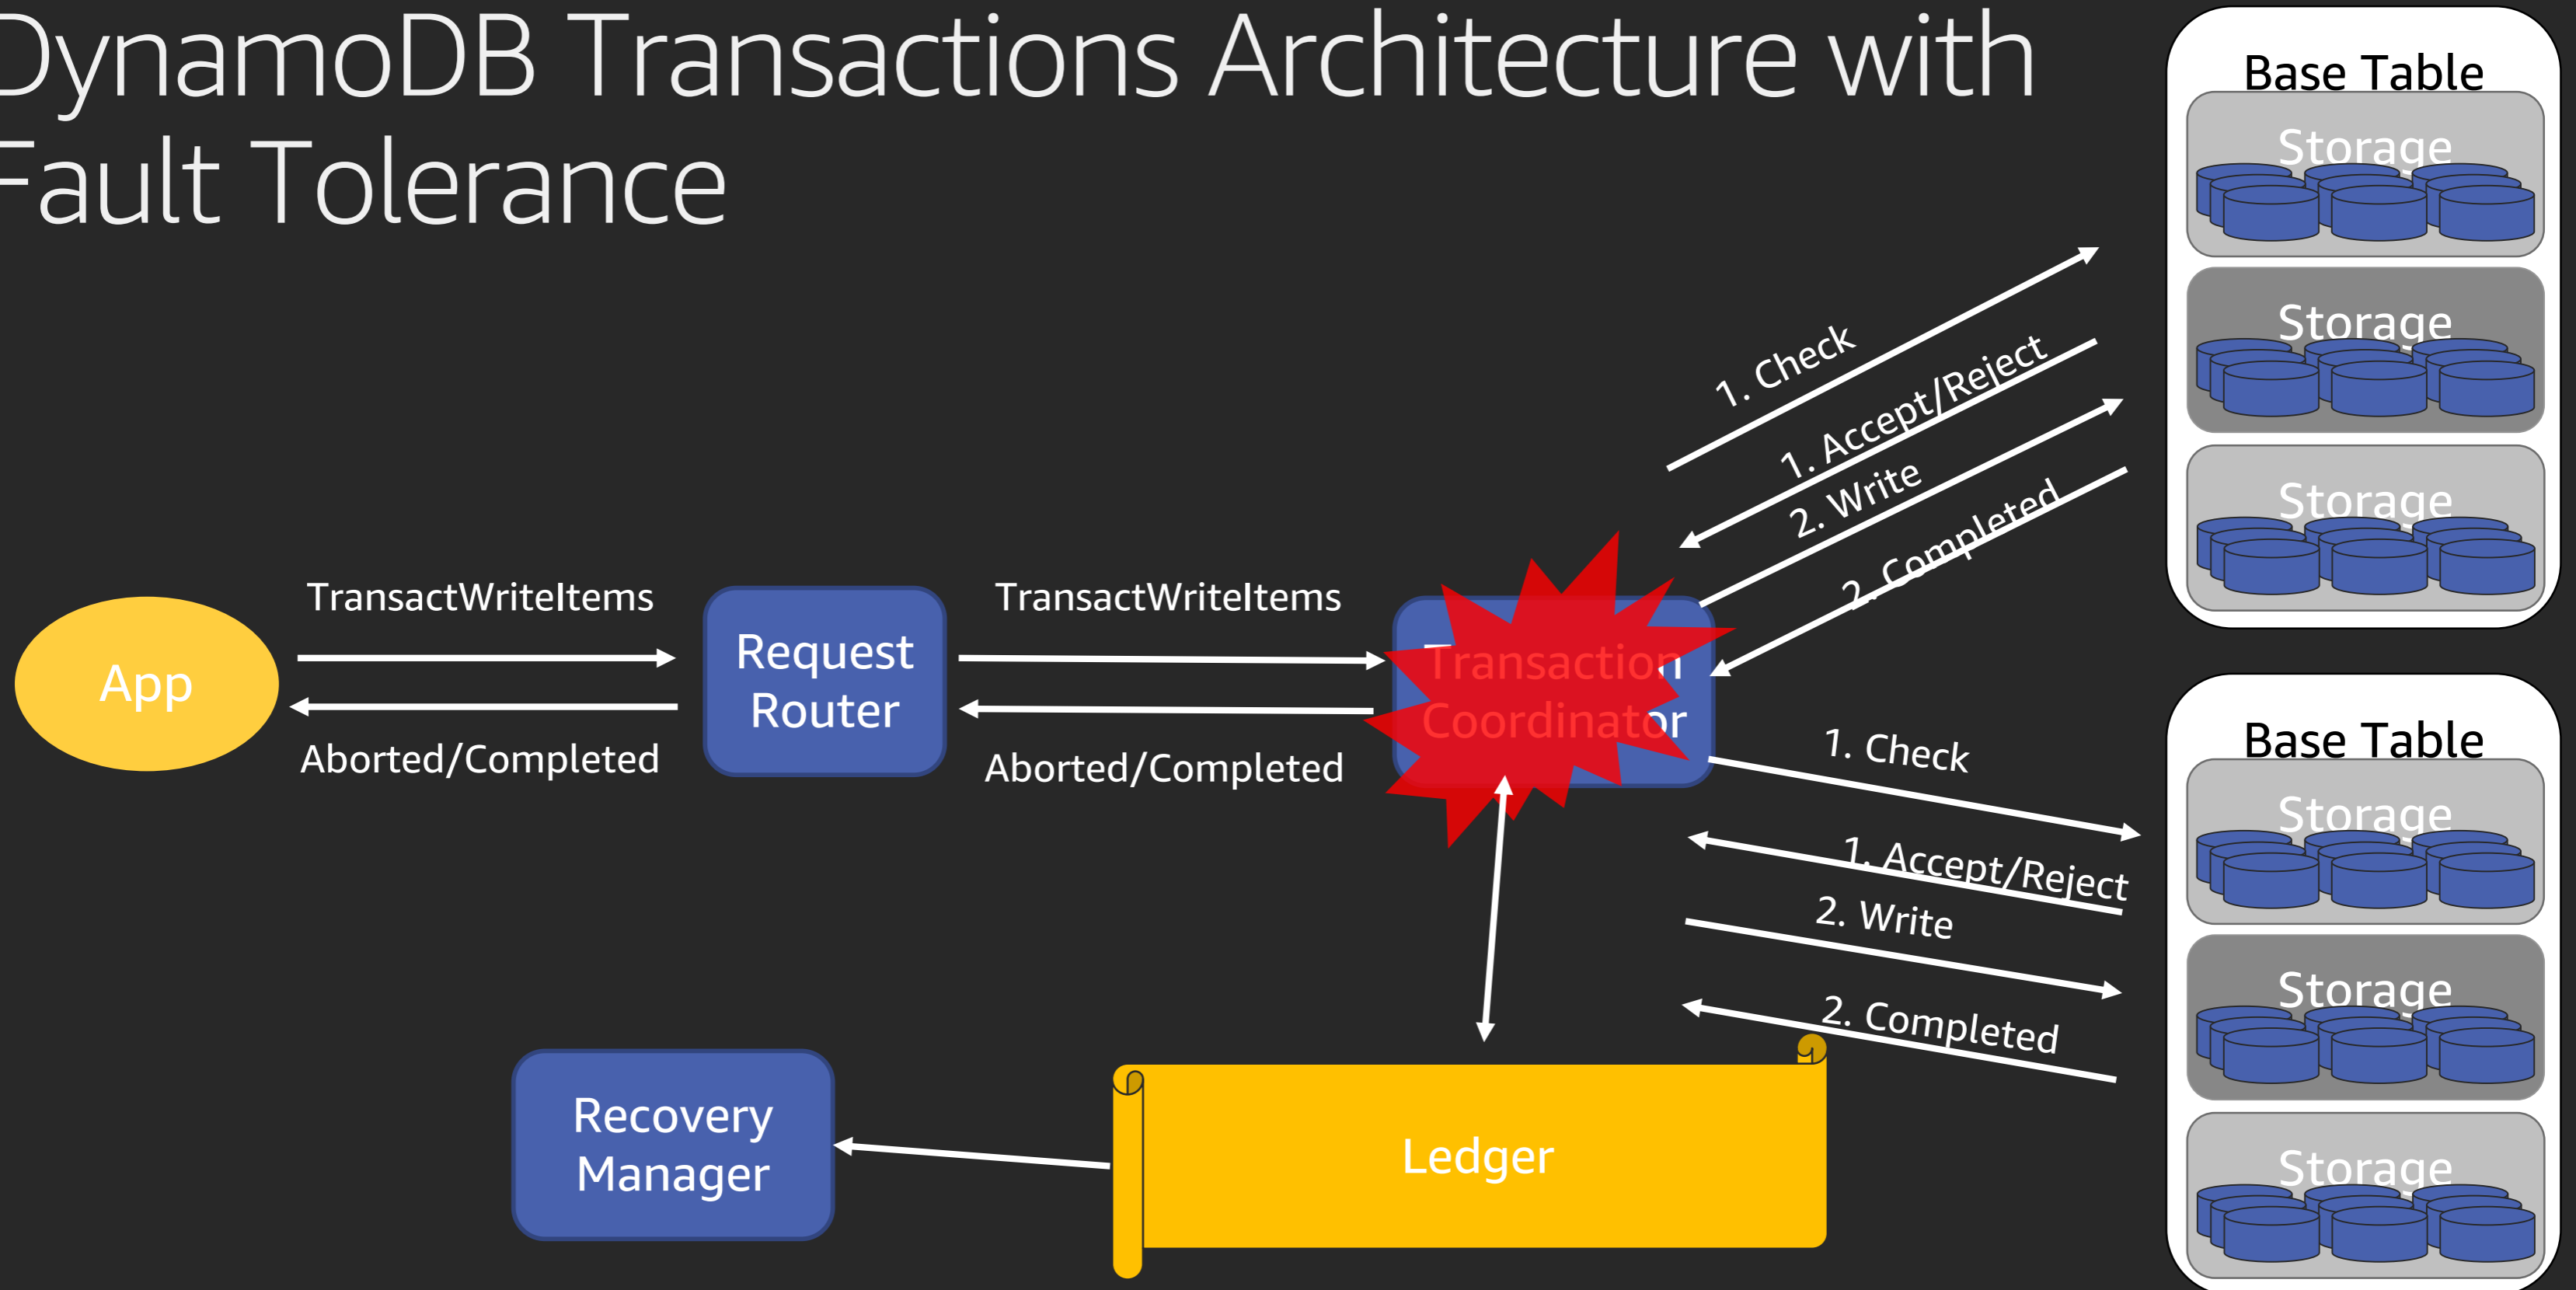 DynamoDB Transactions Architecture with
Fault Tolerance
Base Table
Storage
Storage
Storage
1. Check
1. Accept/Reject
2. Write
2. Completed
TransactWriteItems
TransactWriteItems
App
Request
Router
Transaction
Coordinator
Aborted/Completed
Aborted/Completed
Base Table
Storage
Storage
Storage
1. Check
1. Accept/Reject
2. Write
2. Completed
Recovery
Manager
Ledger